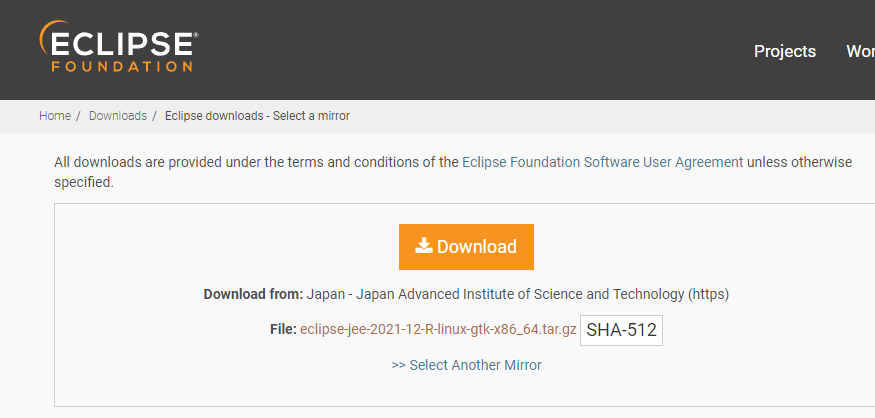 ECLIPSE®
FOUNDATION
Projects Wor
Home / Downloads / Eclipse downloads - Select a mirror
All downloads are provided under the terms and conditions of the Eclipse Foundation Software User Agreement unless otherwise
specified.
Download
Download from: Japan - Japan Advanced Institute of Science and Technology (https)
File: eclipse-jee-2021-12-R-linux-gtk-x86_64.tar.gz SHA-512
>> Select Another Mirror